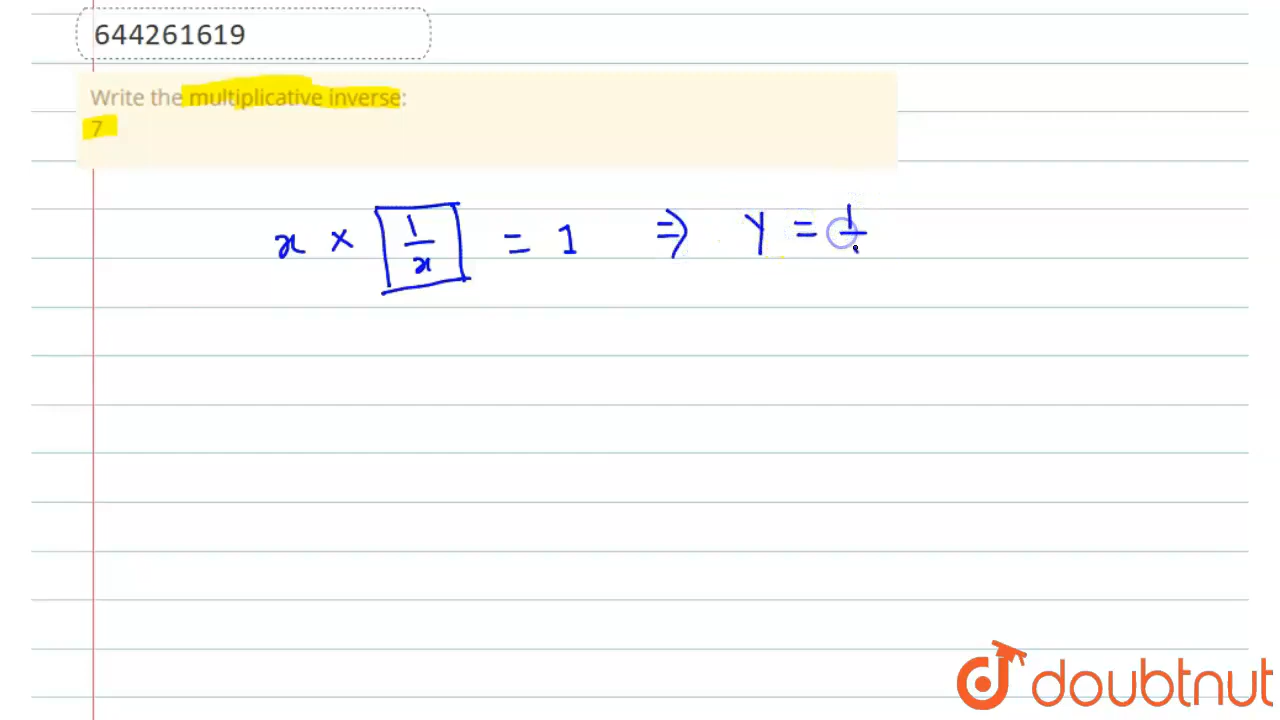 644261619
Write the multiplicative inverse:
7
x × 1/x = 1 ⇒ y = 1/
doubtnut